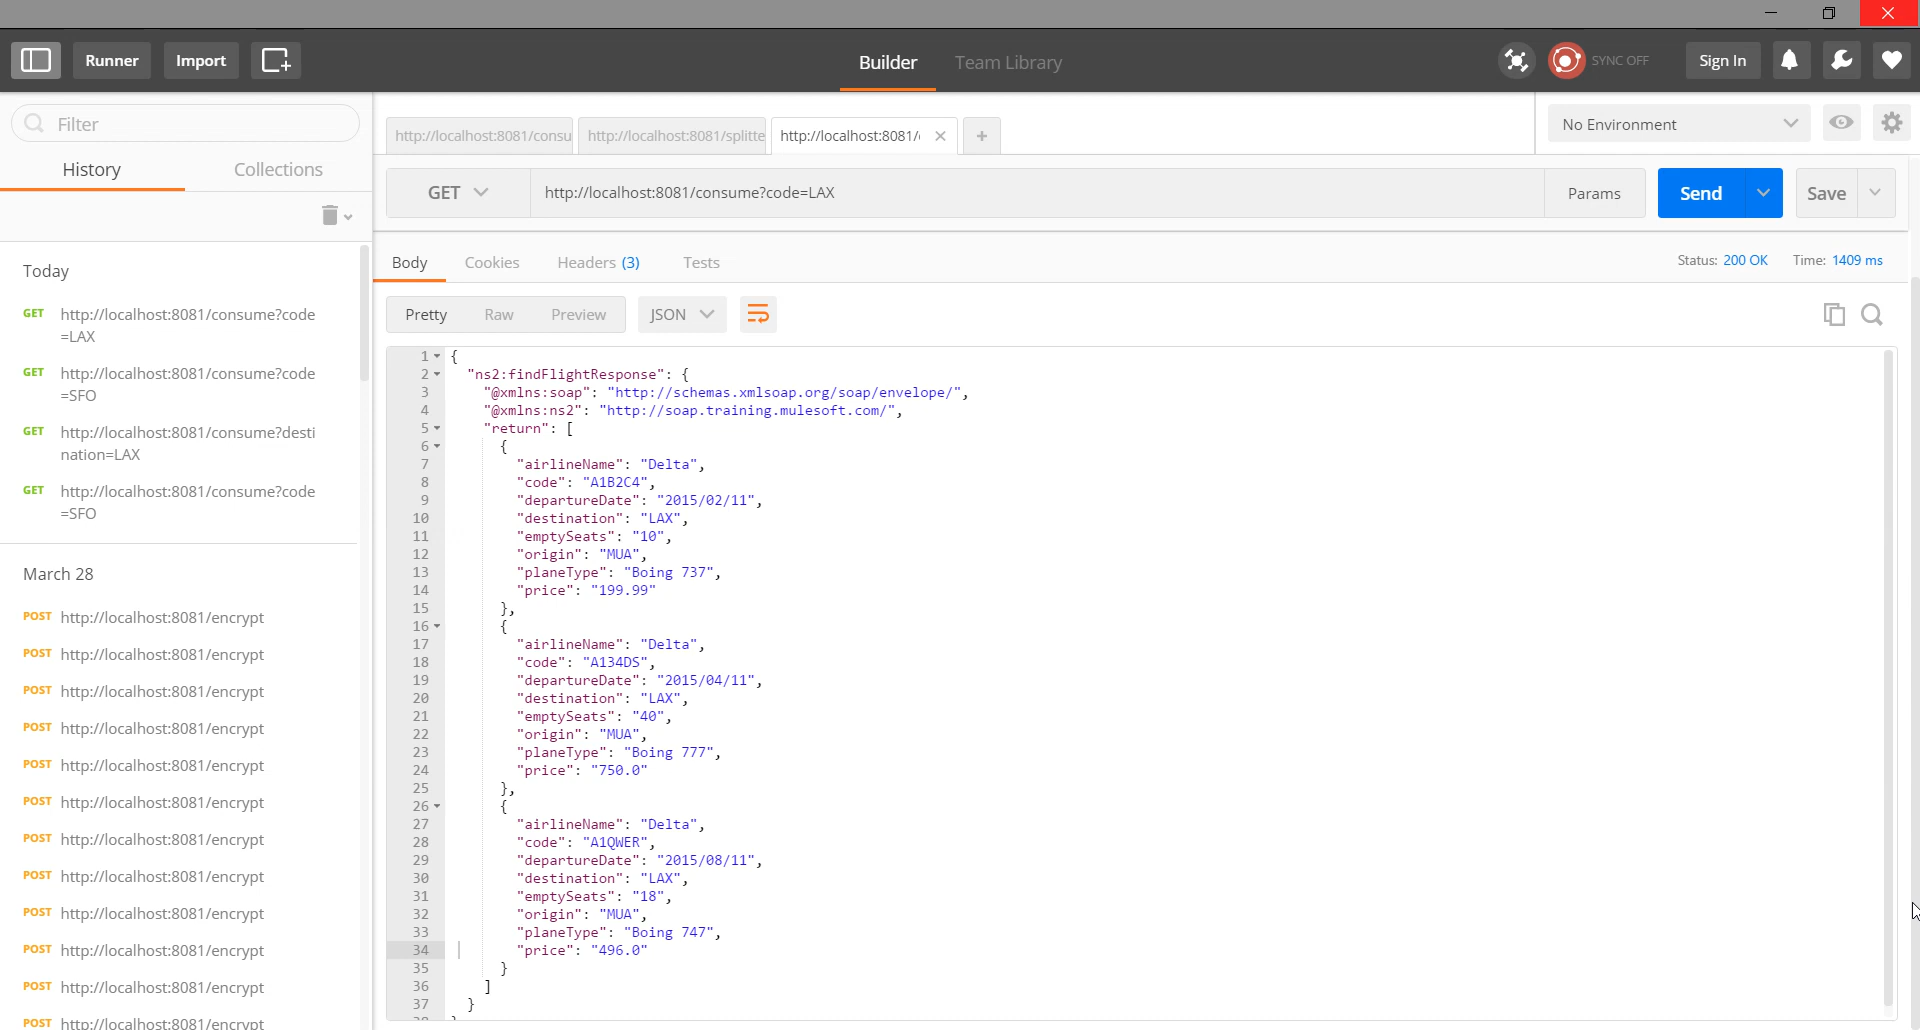 Runner
Import
Builder
Team Library
SYNC OFF
Sign In
Filter
History
Collections
Today
GET http://localhost:8081/consume?code
=LAX
GET http://localhost:8081/consume?code
=SFO
GET http://localhost:8081/consume?desti
nation=LAX
GET http://localhost:8081/consume?code
=SFO
March 28
POST http://localhost:8081/encrypt
POST http://localhost:8081/encrypt
POST http://localhost:8081/encrypt
POST http://localhost:8081/encrypt
POST http://localhost:8081/encrypt
POST http://localhost:8081/encrypt
POST http://localhost:8081/encrypt
POST http://localhost:8081/encrypt
POST http://localhost:8081/encrypt
POST http://localhost:8081/encrypt
POST http://localhost:8081/encrypt
POST http://localhost:8081/encrypt
http://localhost:8081/consu
http://localhost:8081/splitte
http://localhost:8081/
No Environment
GET
http://localhost:8081/consume?code=LAX
Params
Send
Save
Body
Cookies
Headers (3)
Tests
Status: 200 OK
Time: 1409 ms
Pretty
Raw
Preview
JSON
1 {
2 "ns2:findFlightResponse": {
3 "@xmlns:soap": "http://schemas.xmlsoap.org/soap/envelope/",
4 "@xmlns:ns2": "http://soap.training.mulesoft.com/",
5 "return": [
6 {
7 "airlineName": "Delta",
8 "code": "A1B2C4",
9 "departureDate": "2015/02/11",
10 "destination": "LAX",
11 "emptySeats": "10",
12 "origin": "MUA",
13 "planeType": "Boing 737",
14 "price": "199.99"
15 },
16 {
17 "airlineName": "Delta",
18 "code": "A134DS",
19 "departureDate": "2015/04/11",
20 "destination": "LAX",
21 "emptySeats": "40",
22 "origin": "MUA",
23 "planeType": "Boing 777",
24 "price": "750.0"
25 },
26 {
27 "airlineName": "Delta",
28 "code": "A1QWER",
29 "departureDate": "2015/08/11",
30 "destination": "LAX",
31 "emptySeats": "18",
32 "origin": "MUA",
33 "planeType": "Boing 747",
34 "price": "496.0"
35 }
36 ]
37 }